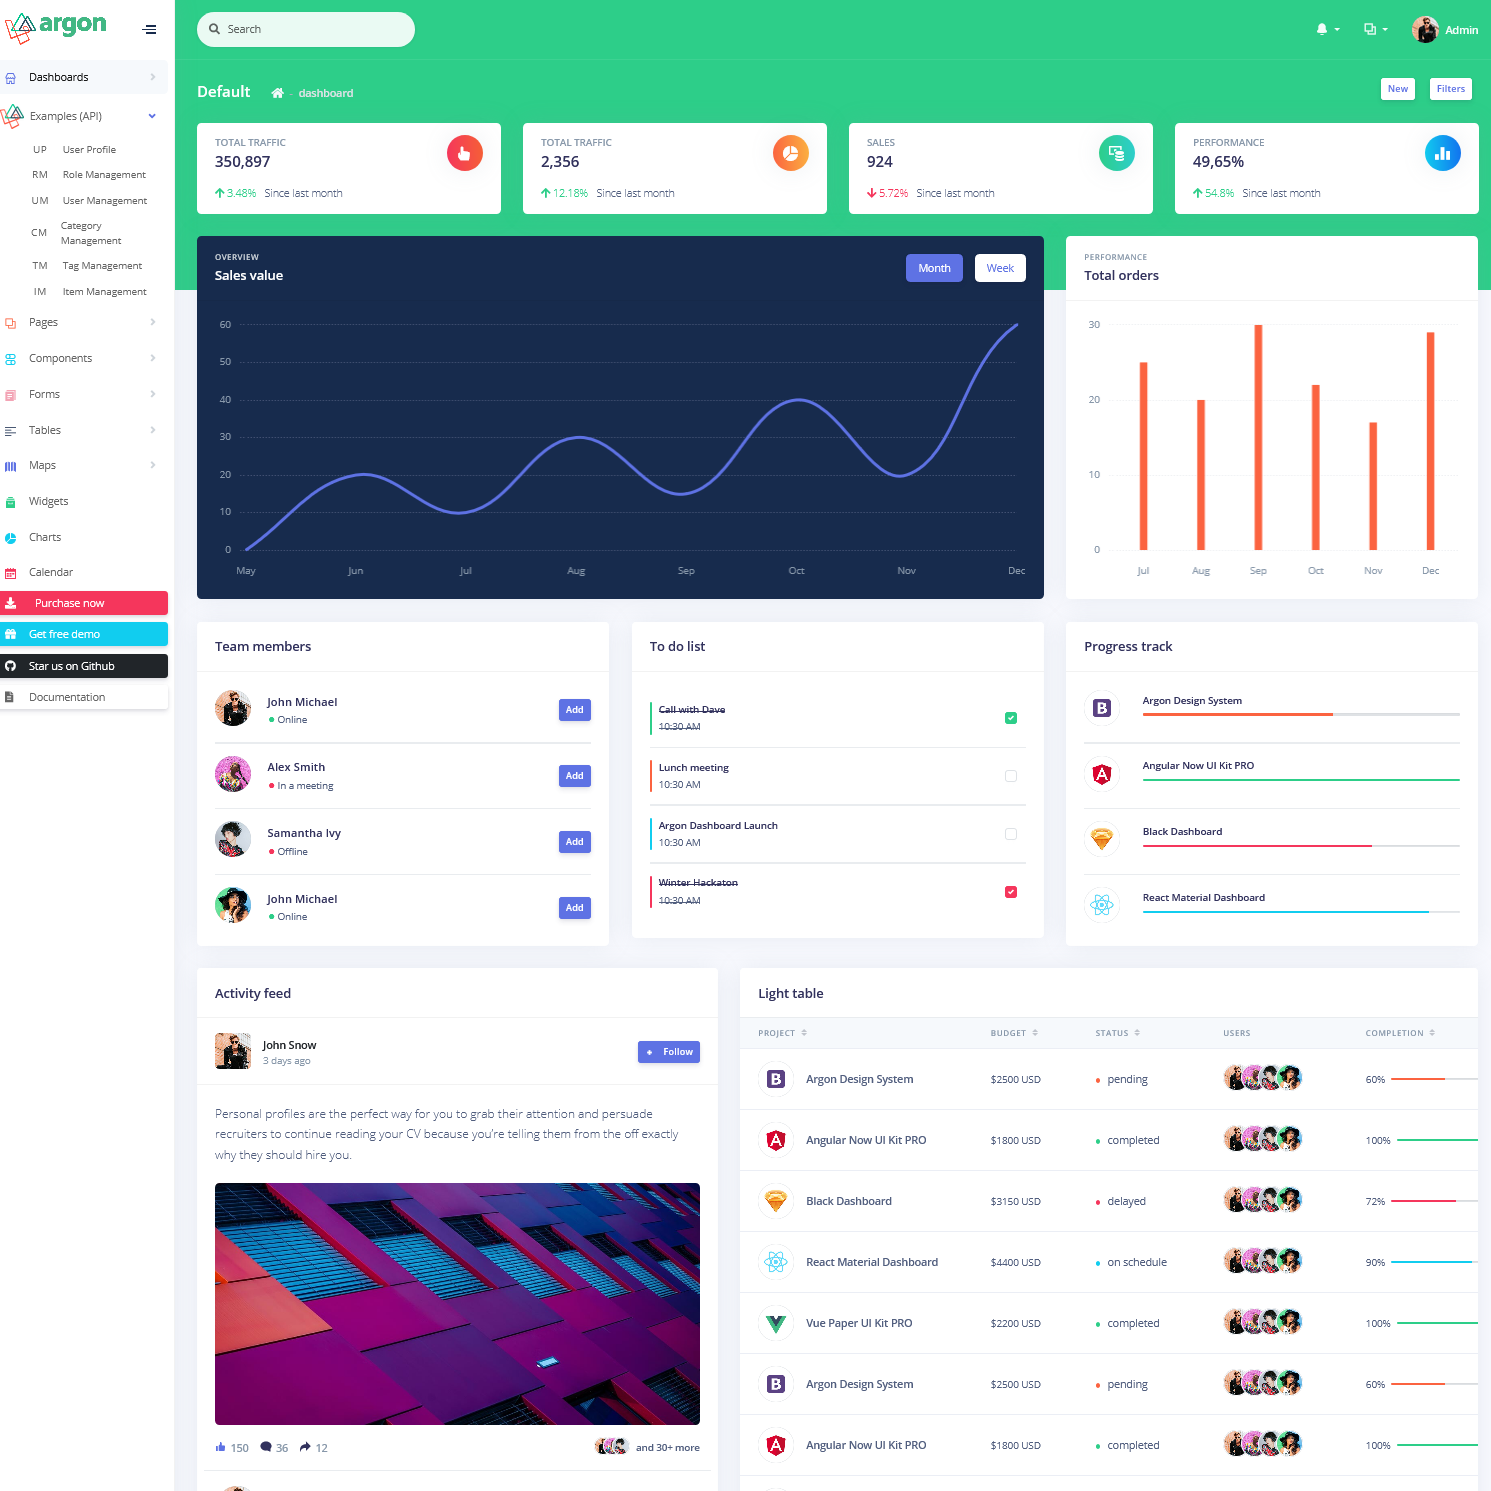 argon
Search
Admin
Dashboards
Examples (API)
UP User Profile
RM Role Management
UM User Management
CM Category
Management
TM Tag Management
IM Item Management
Pages
Components
Forms
Tables
Maps
Widgets
Charts
Calendar
Purchase now
Get free demo
Star us on Github
Documentation
Default - dashboard
New Filters
TOTAL TRAFFIC
350,897
3.48% Since last month
TOTAL TRAFFIC
2,356
12.18% Since last month
SALES
924
5.72% Since last month
PERFORMANCE
49,65%
54.8% Since last month
OVERVIEW
Sales value
Month Week
60
50
40
30
20
10
0
May Jun Jul Aug Sep Oct Nov Dec
PERFORMANCE
Total orders
30
20
10
0
Jul Aug Sep Oct Nov Dec
Team members
John Michael
Online
Add
Alex Smith
In a meeting
Add
Samantha Ivy
Offline
Add
John Michael
Online
Add
To do list
Call with Dave
10:30 AM
Lunch meeting
10:30 AM
Argon Dashboard Launch
10:30 AM
Winter Hackaton
10:30 AM
Progress track
B Argon Design System
A Angular Now UI Kit PRO
Black Dashboard
React Material Dashboard
Activity feed
John Snow
3 days ago
Follow
Personal profiles are the perfect way for you to grab their attention and persuade
recruiters to continue reading your CV because you're telling them from the off exactly
why they should hire you.
150 36 12 and 30+ more
Light table
PROJECT BUDGET STATUS USERS COMPLETION
B Argon Design System $2500 USD pending 60%
A Angular Now UI Kit PRO $1800 USD completed 100%
Black Dashboard $3150 USD delayed 72%
React Material Dashboard $4400 USD on schedule 90%
Vue Paper UI Kit PRO $2200 USD completed 100%
B Argon Design System $2500 USD pending 60%
A Angular Now UI Kit PRO $1800 USD completed 100%